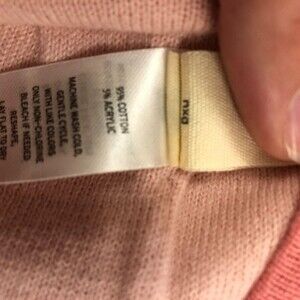 95% COTTON
5% ACRYLIC
MACHINE WASH COLD,
GENTLE CYCLE,
WITH LIKE COLORS
ONLY NON-CHLORINE
BLEACH IF NEEDED
RESHAPE,
LAY FLAT TO DRY